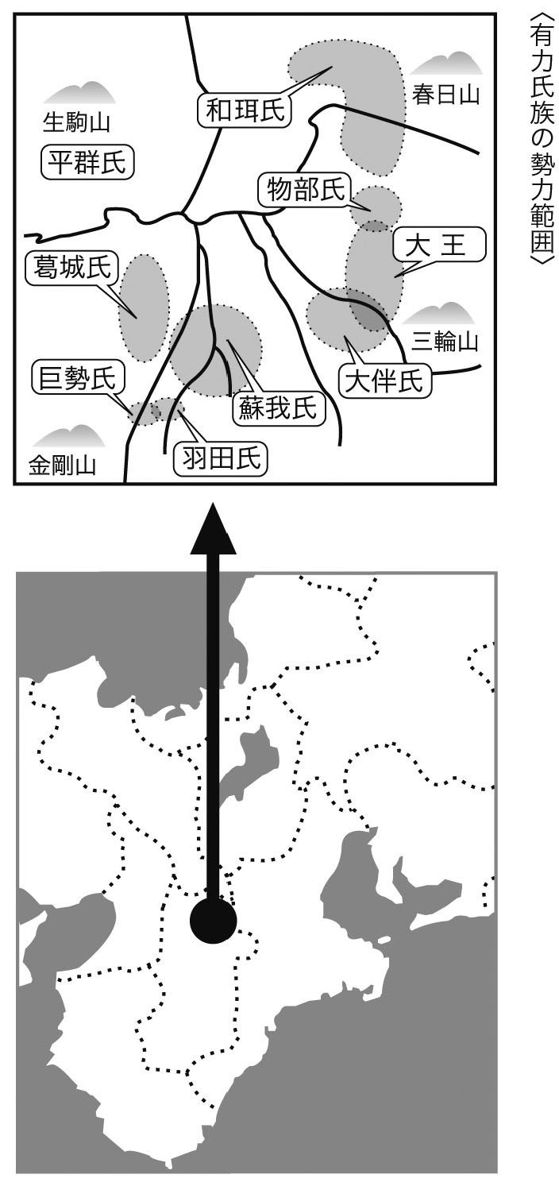 〈有力氏族の勢力範囲〉
春日山
生駒山
和珥氏
平群氏
物部氏
大王
葛城氏
三輪山
巨勢氏
大伴氏
蘇我氏
羽田氏
金剛山